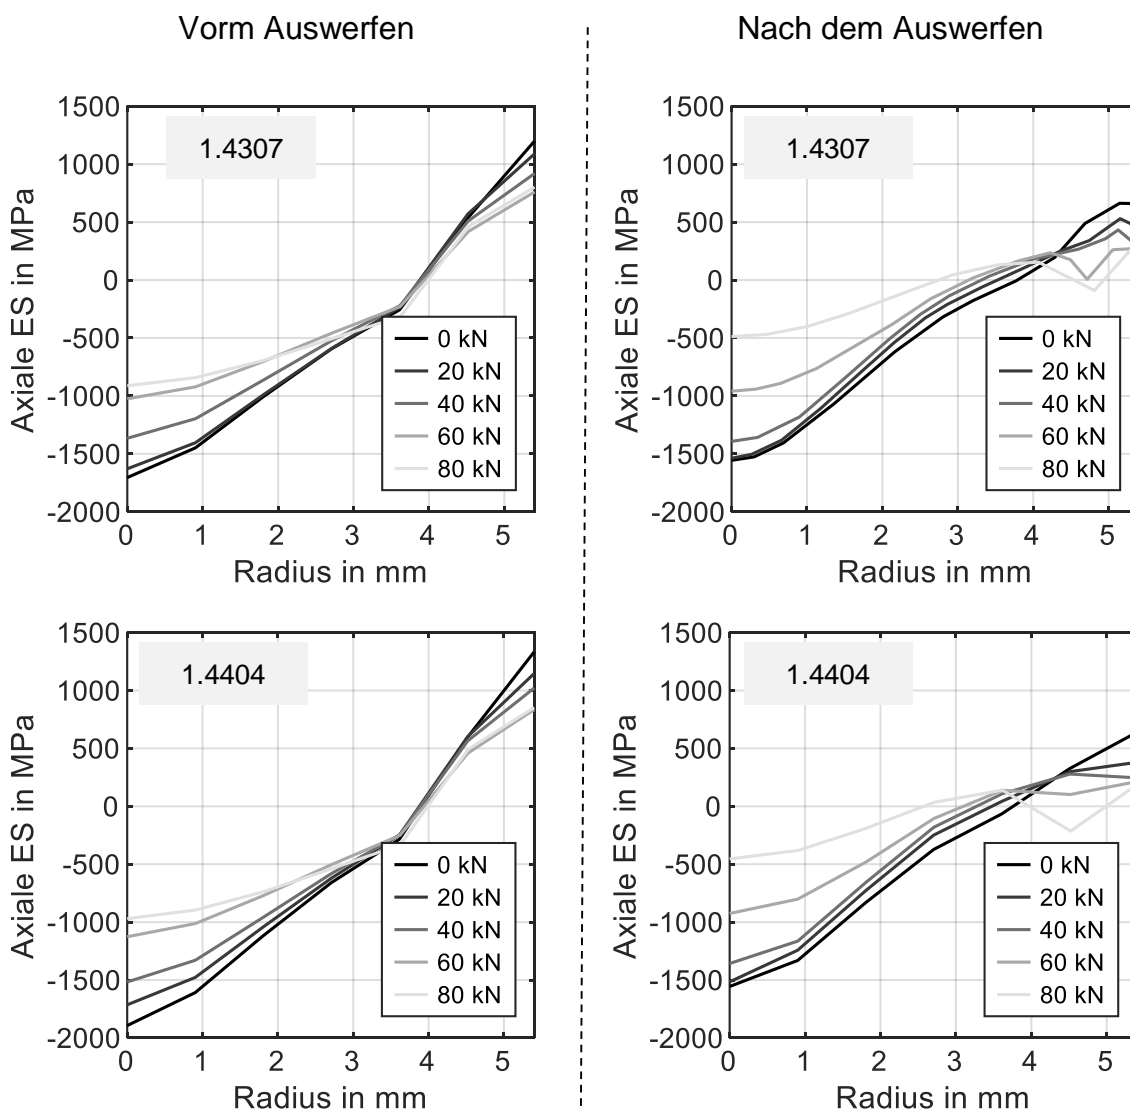 Vorm Auswerfen
Nach dem Auswerfen
1500
1000
500
0
-500
-1000
-1500
-2000
Axiale ES in MPa
1.4307
0 kN
20 kN
40 kN
60 kN
80 kN
0 1 2 3 4 5
Radius in mm
1500
1000
500
0
-500
-1000
-1500
-2000
Axiale ES in MPa
1.4307
0 kN
20 kN
40 kN
60 kN
80 kN
0 1 2 3 4 5
Radius in mm
1500
1000
500
0
-500
-1000
-1500
-2000
Axiale ES in MPa
1.4404
0 kN
20 kN
40 kN
60 kN
80 kN
0 1 2 3 4 5
Radius in mm
1500
1000
500
0
-500
-1000
-1500
-2000
Axiale ES in MPa
1.4404
0 kN
20 kN
40 kN
60 kN
80 kN
0 1 2 3 4 5
Radius in mm